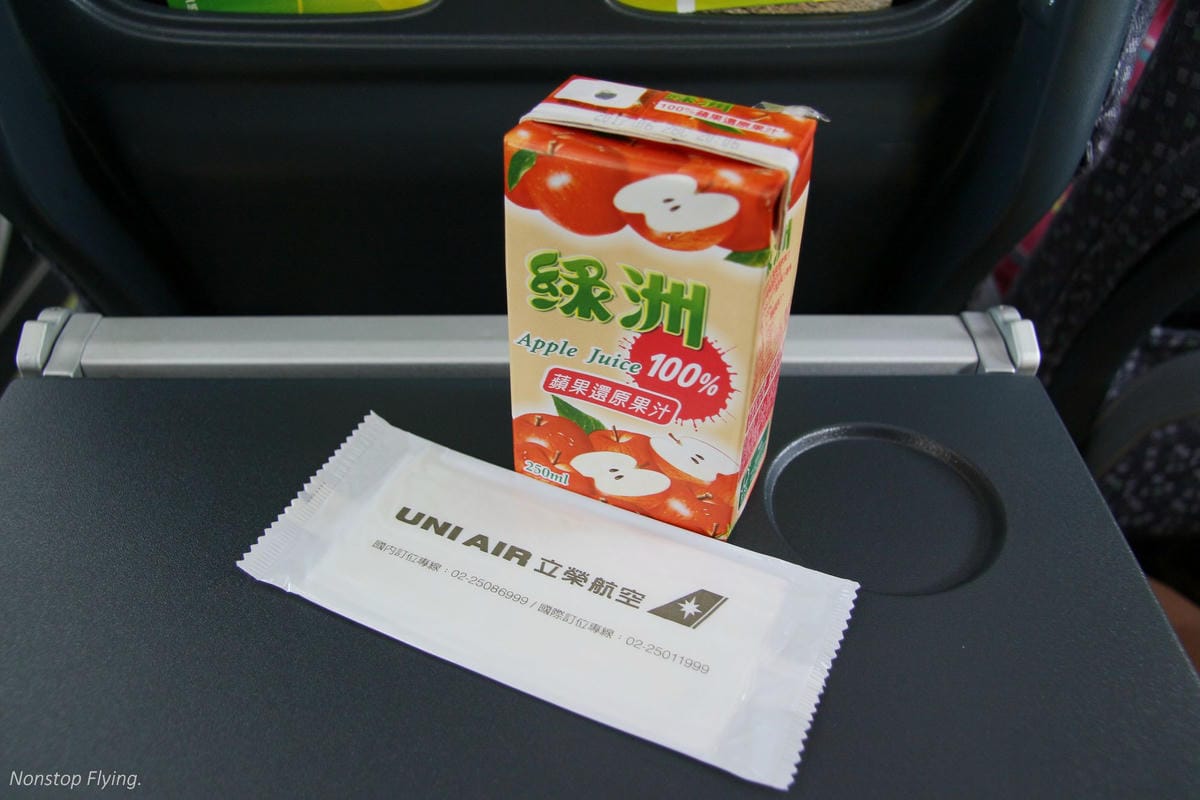 綠洲
100%蘋果還原果汁
綠洲
Apple Juice
100%
蘋果還原果汁
250ml
UNI AIR 立榮航空
國內訂位專線：02-25086999 / 國際訂位專線：02-25011999
Nonstop Flying.